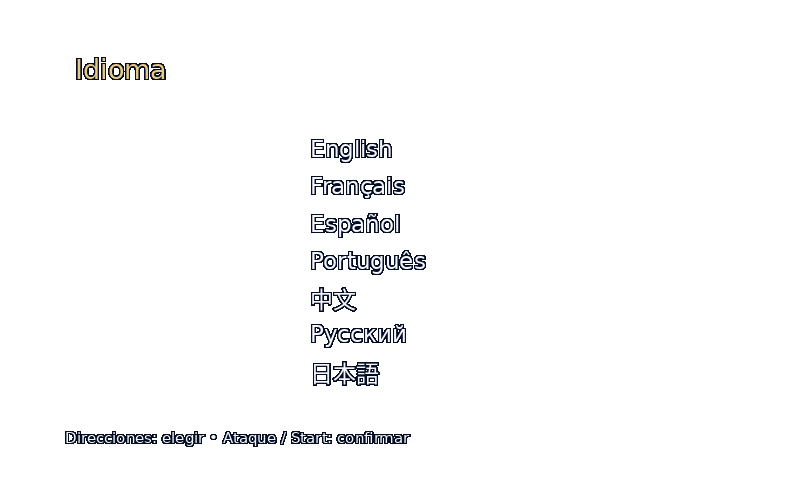 Idioma
English
Français
Español
Português
中文
Русский
日本語
Direcciones: elegir • Ataque / Start: confirmar